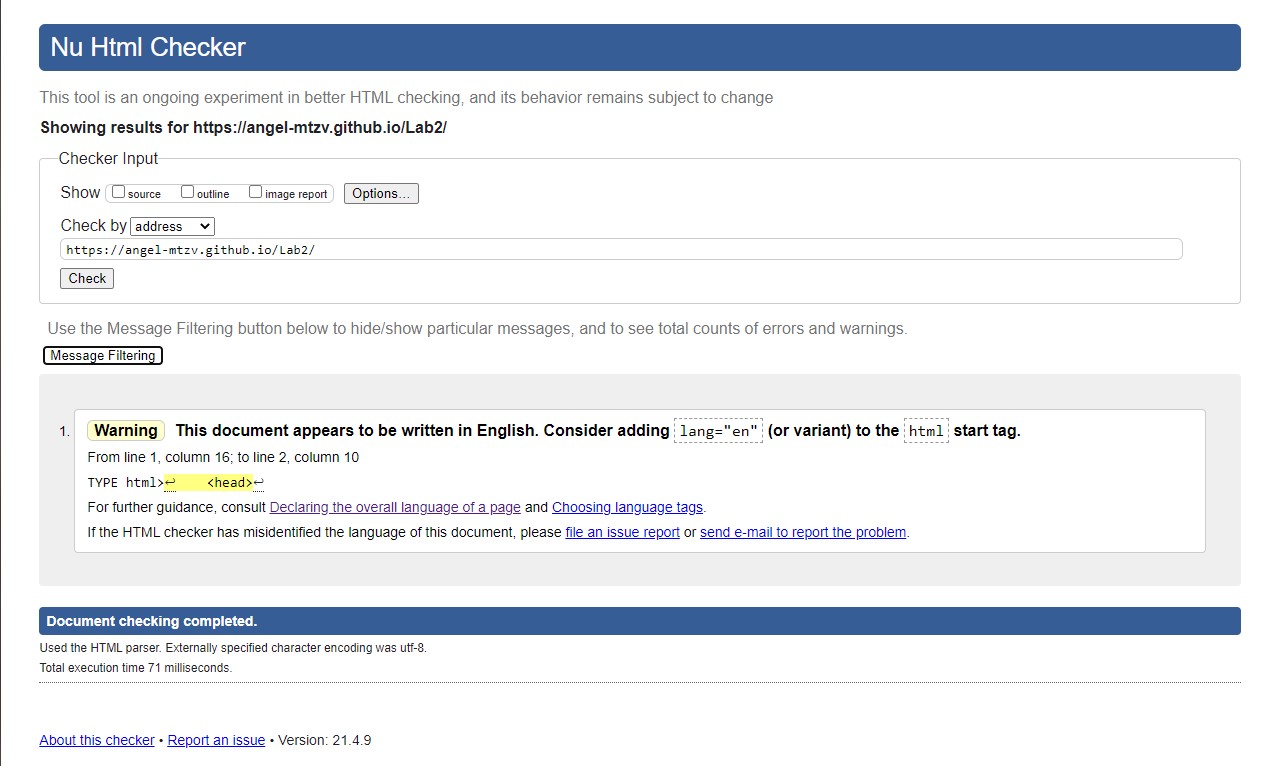 Nu Html Checker
This tool is an ongoing experiment in better HTML checking, and its behavior remains subject to change
Showing results for https://angel-mtzv.github.io/Lab2/
Checker Input
Show source outline image report Options...
Check by address
https://angel-mtzv.github.io/Lab2/
Check
Use the Message Filtering button below to hide/show particular messages, and to see total counts of errors and warnings.
Message Filtering
1. Warning This document appears to be written in English. Consider adding lang="en" (or variant) to the html start tag.
From line 1, column 16; to line 2, column 10
TYPE html>↩ <head>↩
For further guidance, consult Declaring the overall language of a page and Choosing language tags.
If the HTML checker has misidentified the language of this document, please file an issue report or send e-mail to report the problem.
Document checking completed.
Used the HTML parser. Externally specified character encoding was utf-8.
Total execution time 71 milliseconds.
About this checker • Report an issue • Version: 21.4.9